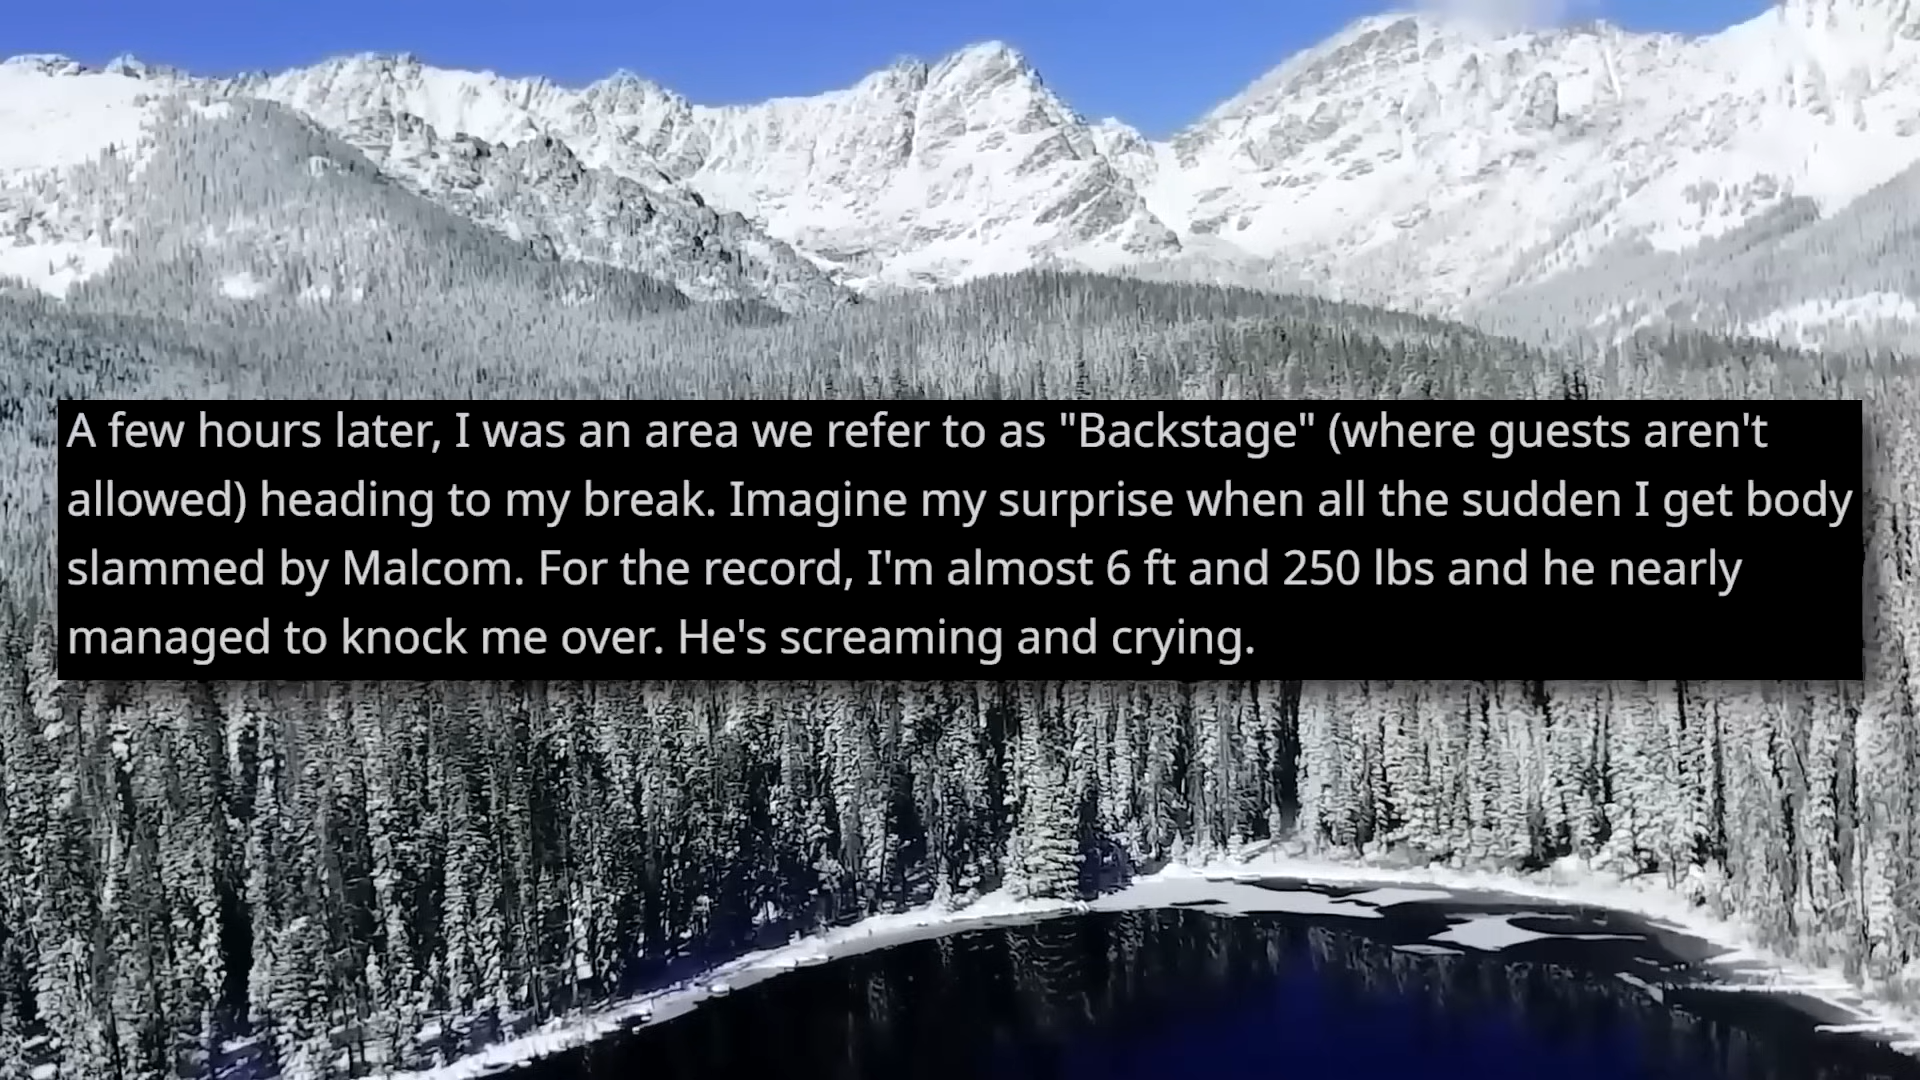 A few hours later, I was an area we refer to as "Backstage" (where guests aren't
allowed) heading to my break. Imagine my surprise when all the sudden I get body
slammed by Malcom. For the record, I'm almost 6 ft and 250 lbs and he nearly
managed to knock me over. He's screaming and crying.